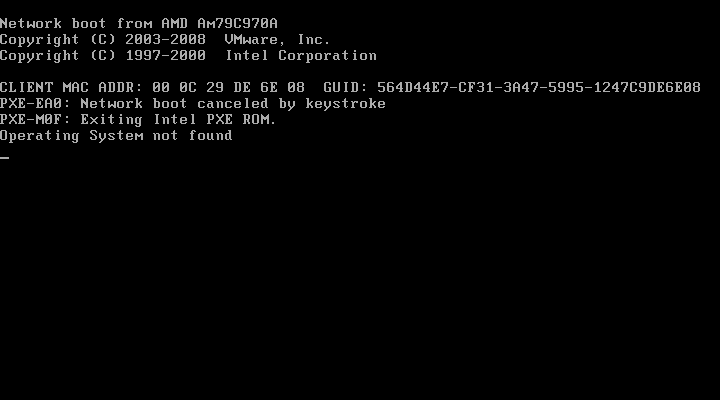 Network boot from AMD Am79C970A
Copyright (C) 2003-2008  VMware, Inc.
Copyright (C) 1997-2000  Intel Corporation
CLIENT MAC ADDR: 00 0C 29 DE 6E 08  GUID: 564D44E7-CF31-3A47-5995-1247C9DE6E08
PXE-EA0: Network boot canceled by keystroke
PXE-M0F: Exiting Intel PXE ROM.
Operating System not found